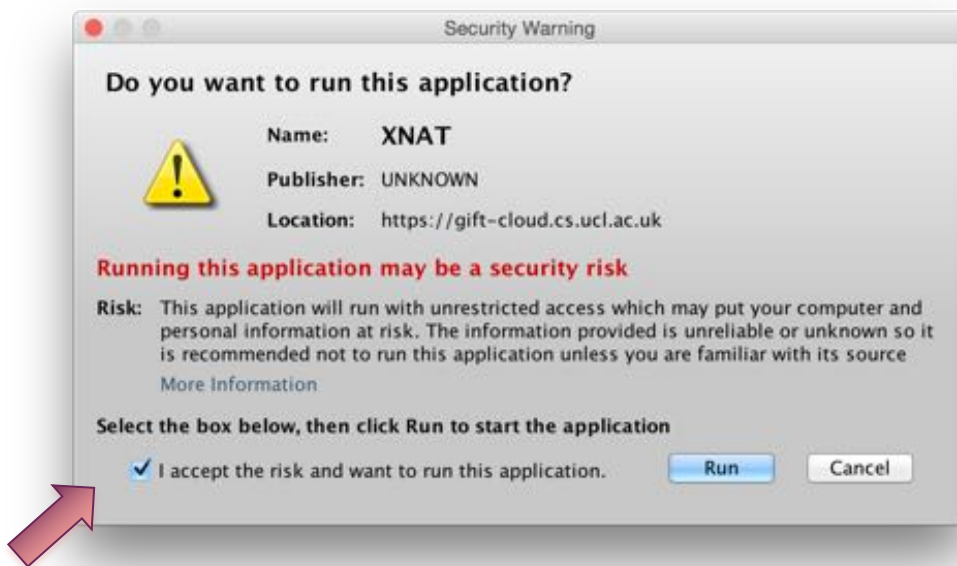 Security Warning
Do you want to run this application?
Name: XNAT
Publisher: UNKNOWN
Location: https://gift-cloud.cs.ucl.ac.uk
Running this application may be a security risk
Risk: This application will run with unrestricted access which may put your computer and
personal information at risk. The information provided is unreliable or unknown so it
is recommended not to run this application unless you are familiar with its source
More Information
Select the box below, then click Run to start the application
I accept the risk and want to run this application. Run Cancel